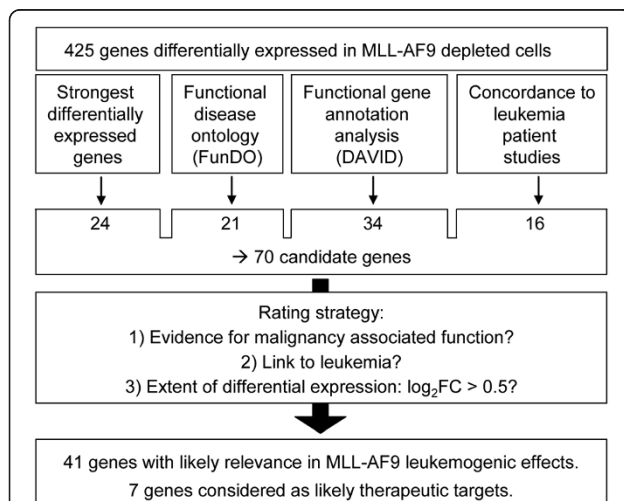 425 genes differentially expressed in MLL-AF9 depleted cells
Strongest
differentially
expressed
genes
Functional
disease
ontology
(FunDO)
Functional gene
annotation
analysis
(DAVID)
Concordance to
leukemia
patient
studies
24
21
34
16
→ 70 candidate genes
Rating strategy:
1) Evidence for malignancy associated function?
2) Link to leukemia?
3) Extent of differential expression: log₂FC > 0.5?
41 genes with likely relevance in MLL-AF9 leukemogenic effects.
7 genes considered as likely therapeutic targets.